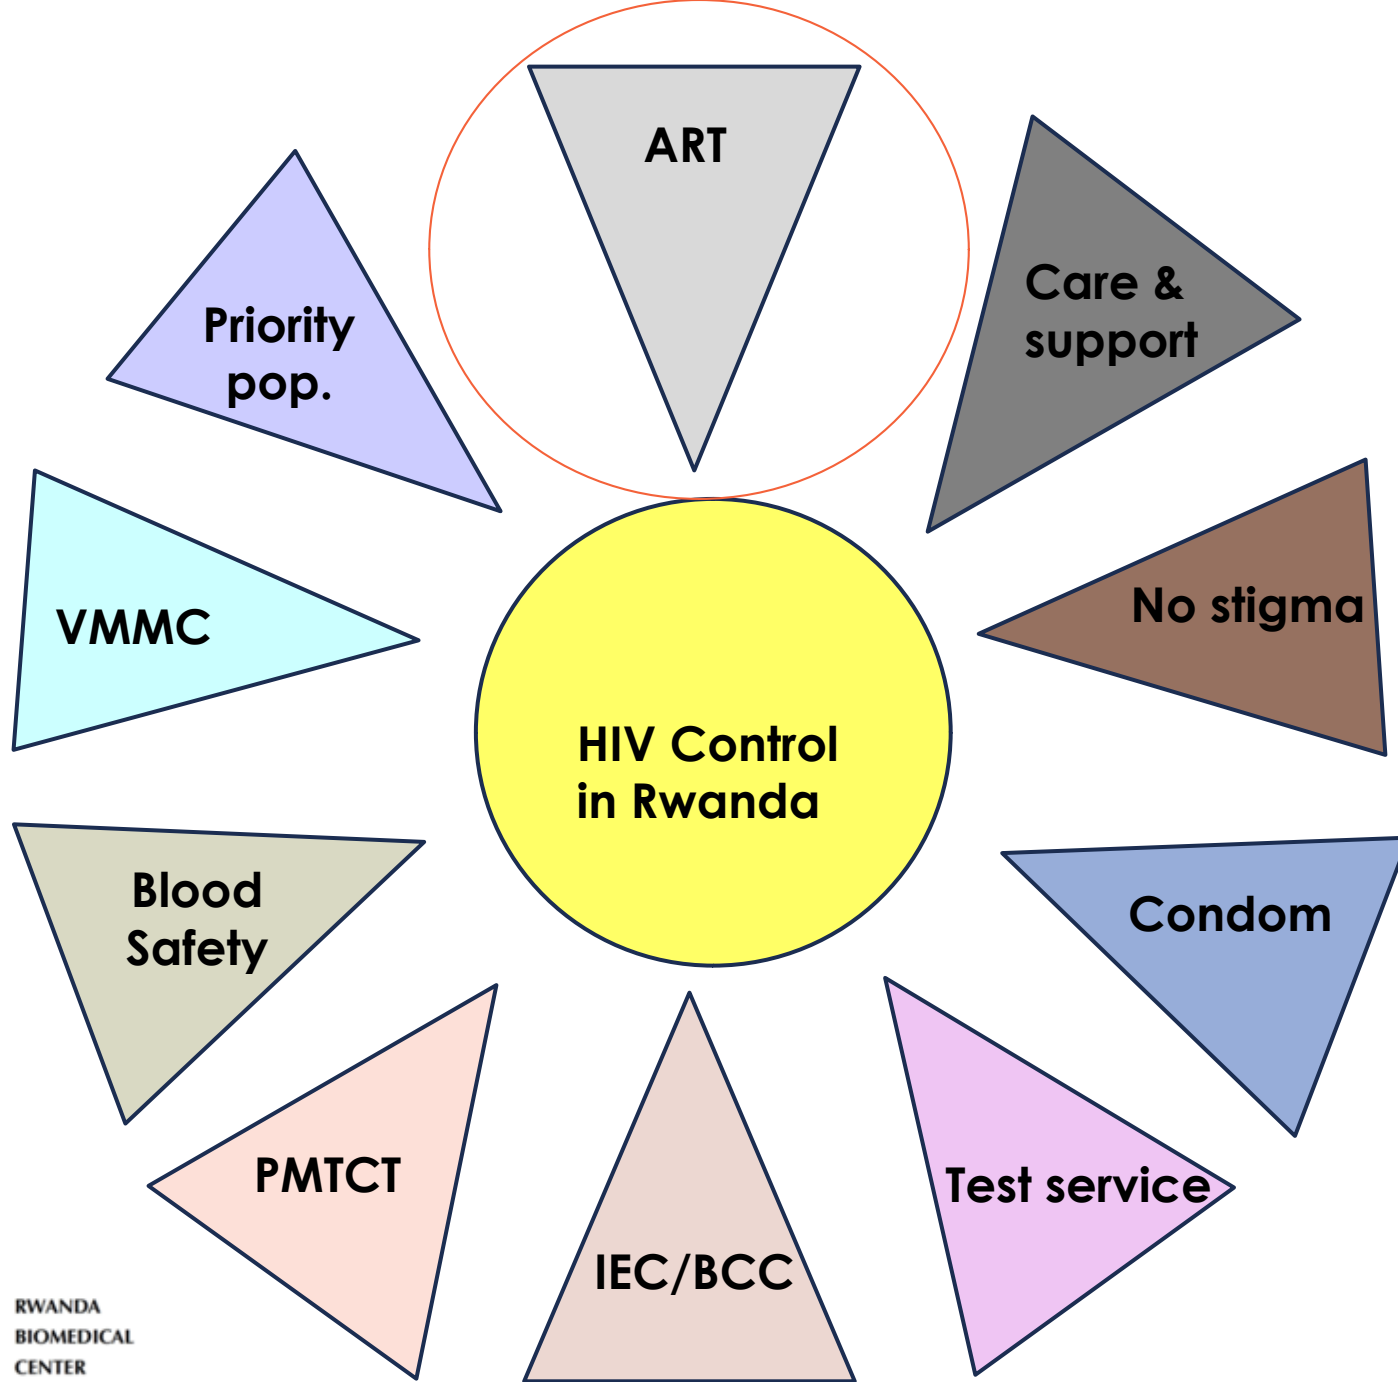 ART
Care &
support
Priority
pop.
No stigma
VMMC
HIV Control
in Rwanda
Blood
Safety
Condom
PMTCT
Test service
IEC/BCC
RWANDA
BIOMEDICAL
CENTER